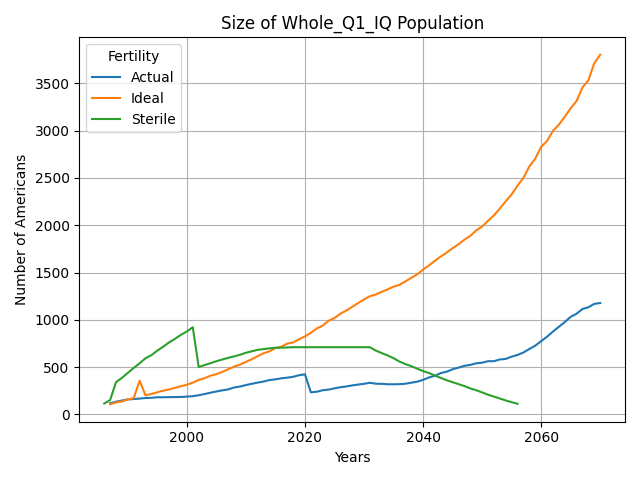 Size of Whole_Q1_IQ Population
Fertility
Actual
Ideal
Sterile
3500
3000
2500
2000
1500
1000
500
0
Number of Americans
2000
2020
2040
2060
Years